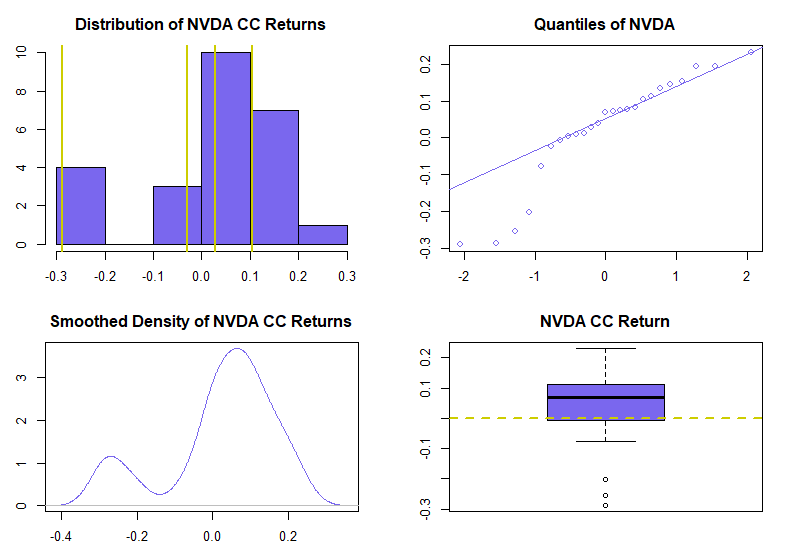 Distribution of NVDA CC Returns
10
8
6
4
2
0
-0.3 -0.2 -0.1 0.0 0.1 0.2 0.3
Quantiles of NVDA
0.2
0.1
0.0
-0.1
-0.2
-0.3
-2 -1 0 1 2
Smoothed Density of NVDA CC Returns
3
2
1
0
-0.4 -0.2 0.0 0.2
NVDA CC Return
0.2
0.1
-0.1
-0.3